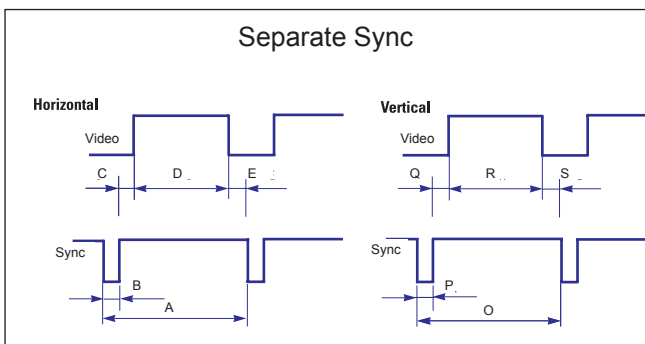 Separate Sync
Horizontal
Vertical
Video
Video
C D E
Q R S
Sync
Sync
B
P
A
O